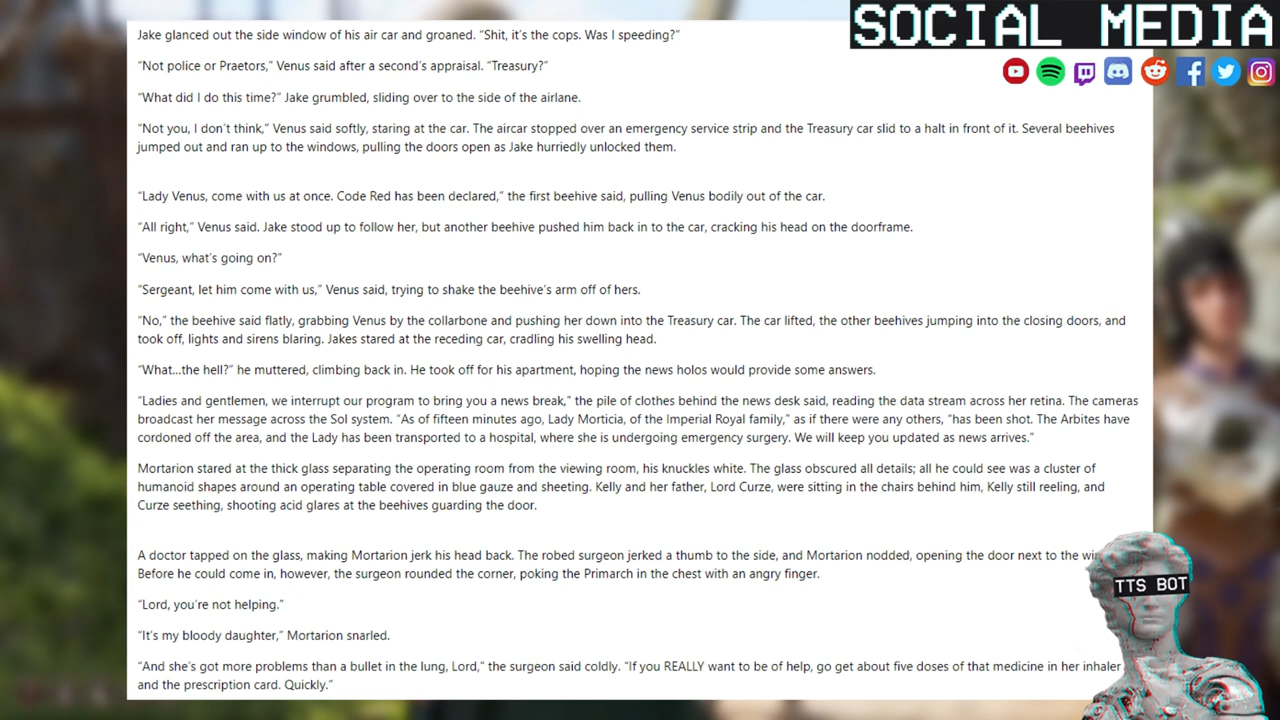 SOCIAL MEDIA
Jake glanced out the side window of his air car and groaned. “Shit, it’s the cops. Was I speeding?”
“Not police or Praetors,” Venus said after a second’s appraisal. “Treasury?”
“What did I do this time?” Jake grumbled, sliding over to the side of the airlane.
“Not you, I don’t think,” Venus said softly, staring at the car. The aircar stopped over an emergency service strip and the Treasury car slid to a halt in front of it. Several beehives
jumped out and ran up to the windows, pulling the doors open as Jake hurriedly unlocked them.
“Lady Venus, come with us at once. Code Red has been declared,” the first beehive said, pulling Venus bodily out of the car.
“All right,” Venus said. Jake stood up to follow her, but another beehive pushed him back in to the car, cracking his head on the doorframe.
“Venus, what’s going on?”
“Sergeant, let him come with us,” Venus said, trying to shake the beehive’s arm off of hers.
“No,” the beehive said flatly, grabbing Venus by the collarbone and pushing her down into the Treasury car. The car lifted, the other beehives jumping into the closing doors, and
took off, lights and sirens blaring. Jakes stared at the receding car, cradling his swelling head.
“What...the hell?” he muttered, climbing back in. He took off for his apartment, hoping the news holos would provide some answers.
“Ladies and gentlemen, we interrupt our program to bring you a news break,” the pile of clothes behind the news desk said, reading the data stream across her retina. The cameras
broadcast her message across the Sol system. “As of fifteen minutes ago, Lady Morticia, of the Imperial Royal family,” as if there were any others, “has been shot. The Arbites have
cordoned off the area, and the Lady has been transported to a hospital, where she is undergoing emergency surgery. We will keep you updated as news arrives.”
Mortarion stared at the thick glass separating the operating room from the viewing room, his knuckles white. The glass obscured all details; all he could see was a cluster of
humanoid shapes around an operating table covered in blue gauze and sheeting. Kelly and her father, Lord Curze, were sitting in the chairs behind him, Kelly still reeling, and
Curze seething, shooting acid glares at the beehives guarding the door.
A doctor tapped on the glass, making Mortarion jerk his head back. The robed surgeon jerked a thumb to the side, and Mortarion nodded, opening the door next to the
Before he could come in, however, the surgeon rounded the corner, poking the Primarch in the chest with an angry finger.
“Lord, you’re not helping.”
“It’s my bloody daughter,” Mortarion snarled.
“And she’s got more problems than a bullet in the lung, Lord,” the surgeon said coldly. “If you REALLY want to be of help, go get about five doses of that medicine in her inhaler
and the prescription card. Quickly.”
TTS BOT